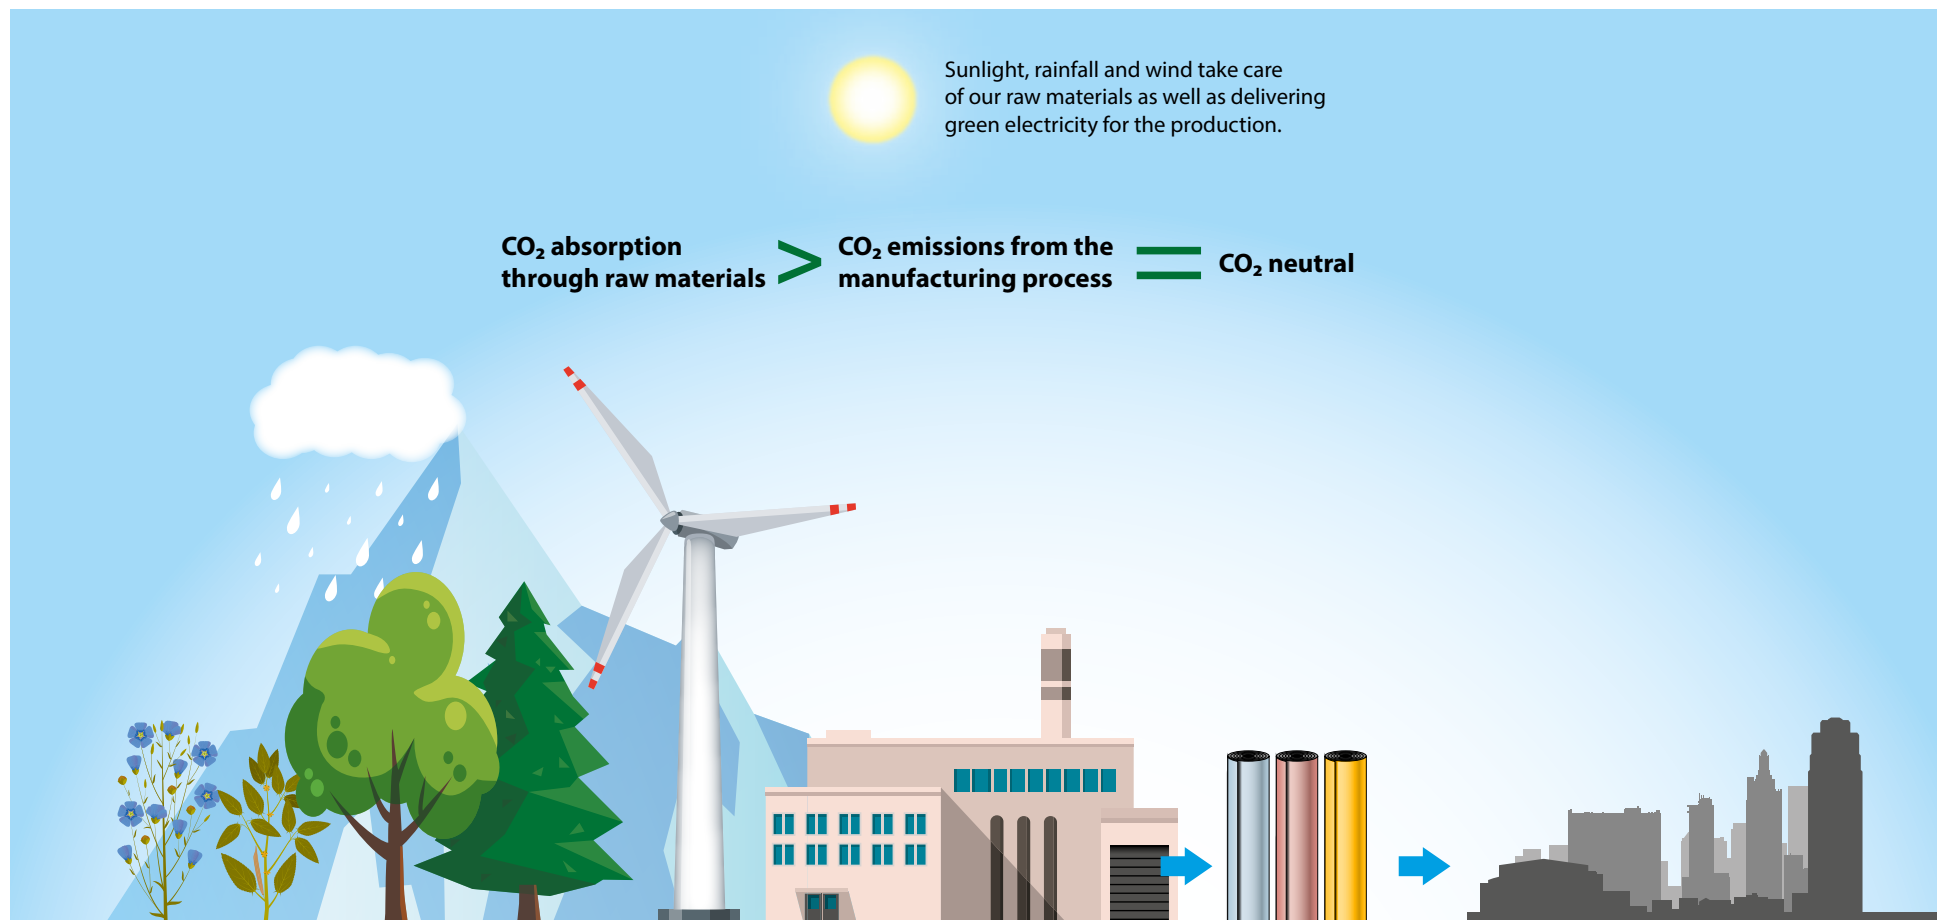 Sunlight, rainfall and wind take care
of our raw materials as well as delivering
green electricity for the production.
CO₂ absorption
through raw materials
>
CO₂ emissions from the
manufacturing process
=
CO₂ neutral